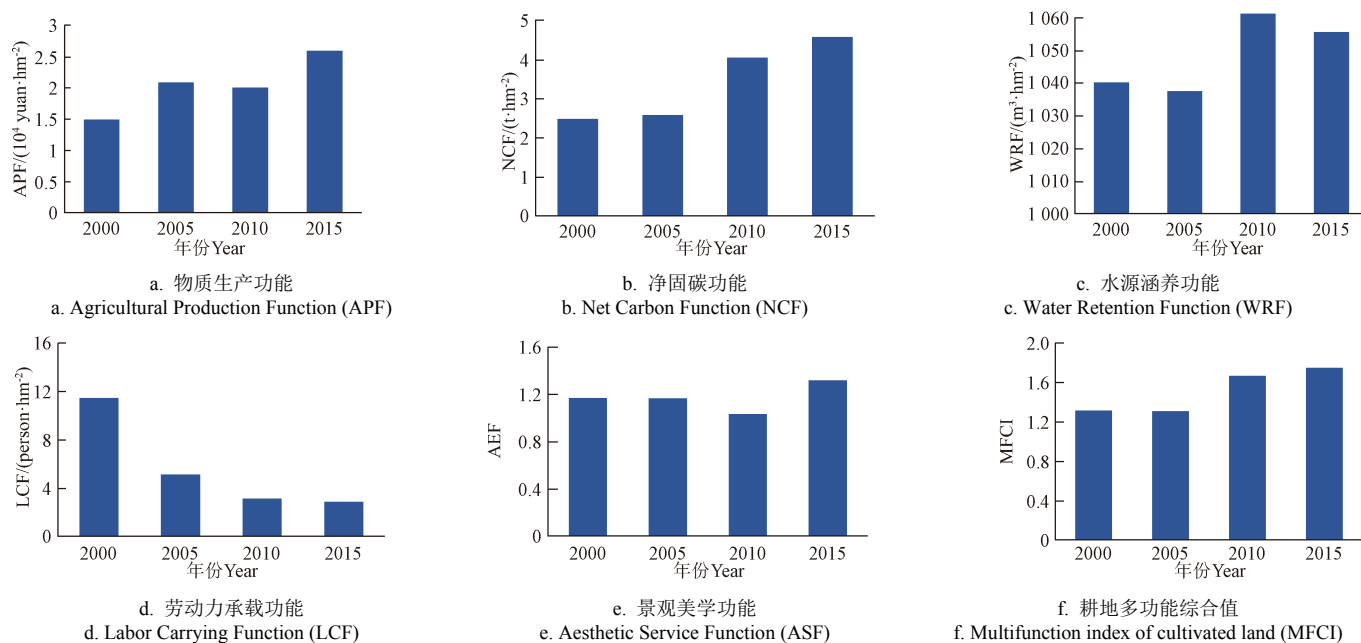 APF/(10⁴ yuan·hm⁻²)
3
2.5
2
1.5
1
0.5
0
2000 2005 2010 2015
年份Year
a. 物质生产功能
a. Agricultural Production Function (APF)
NCF/(t·hm⁻²)
5
4
3
2
1
0
2000 2005 2010 2015
年份Year
b. 净固碳功能
b. Net Carbon Function (NCF)
WRF/(m³·hm⁻²)
1 060
1 050
1 040
1 030
1 020
1 010
1 000
2000 2005 2010 2015
年份Year
c. 水源涵养功能
c. Water Retention Function (WRF)
LCF/(person·hm⁻²)
16
12
8
4
0
2000 2005 2010 2015
年份Year
d. 劳动力承载功能
d. Labor Carrying Function (LCF)
AEF
1.6
1.2
0.8
0.4
0
2000 2005 2010 2015
年份Year
e. 景观美学功能
e. Aesthetic Service Function (ASF)
MFCI
2.0
1.6
1.2
0.8
0.4
0
2000 2005 2010 2015
年份Year
f. 耕地多功能综合值
f. Multifunction index of cultivated land (MFCI)